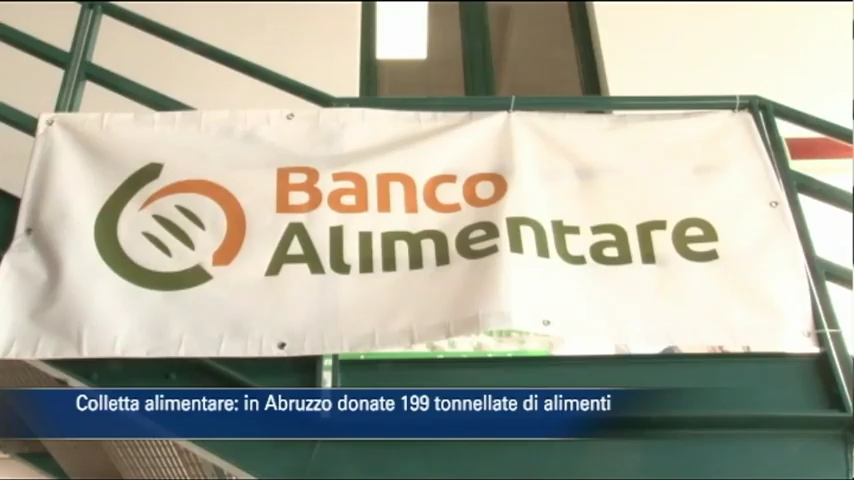 Banco
Alimentare
Colletta alimentare: in Abruzzo donate 199 tonnellate di alimenti